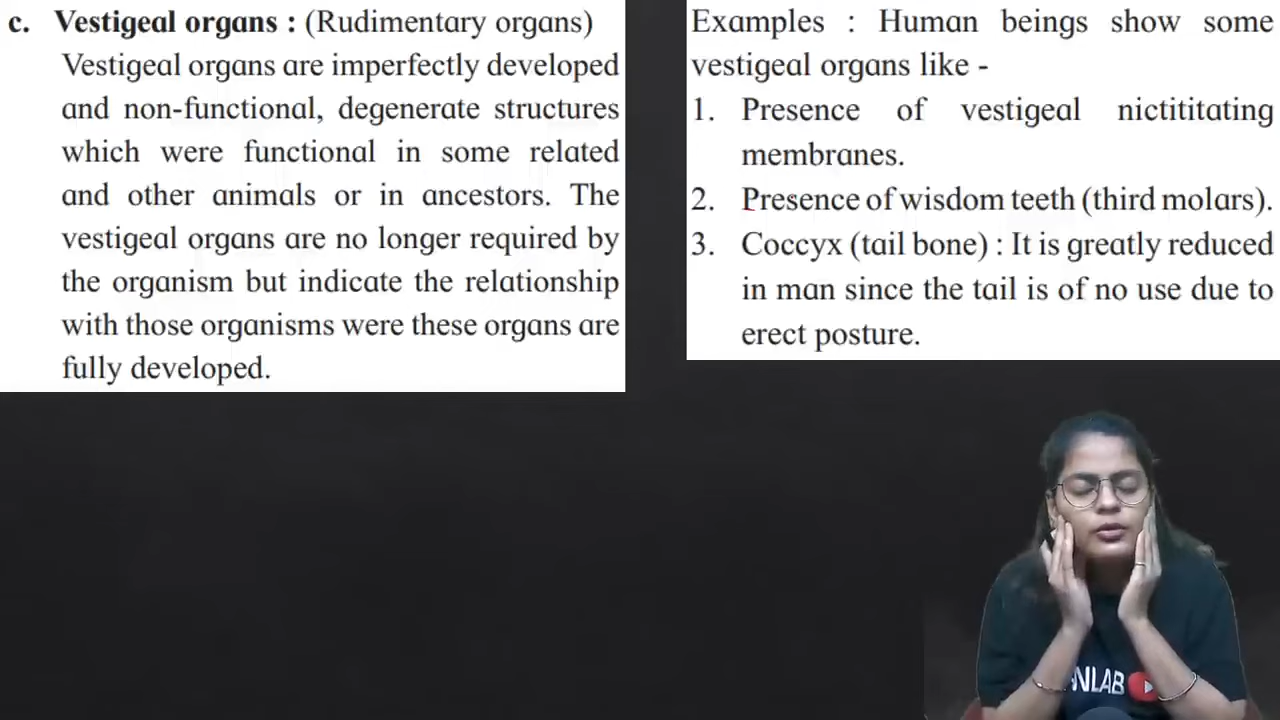 c. Vestigeal organs : (Rudimentary organs)
Vestigeal organs are imperfectly developed
and non-functional, degenerate structures
which were functional in some related
and other animals or in ancestors. The
vestigeal organs are no longer required by
the organism but indicate the relationship
with those organisms were these organs are
fully developed.
Examples : Human beings show some
vestigeal organs like -
1. Presence of vestigeal nictititating
membranes.
2. Presence of wisdom teeth (third molars).
3. Coccyx (tail bone) : It is greatly reduced
in man since the tail is of no use due to
erect posture.
NLAB